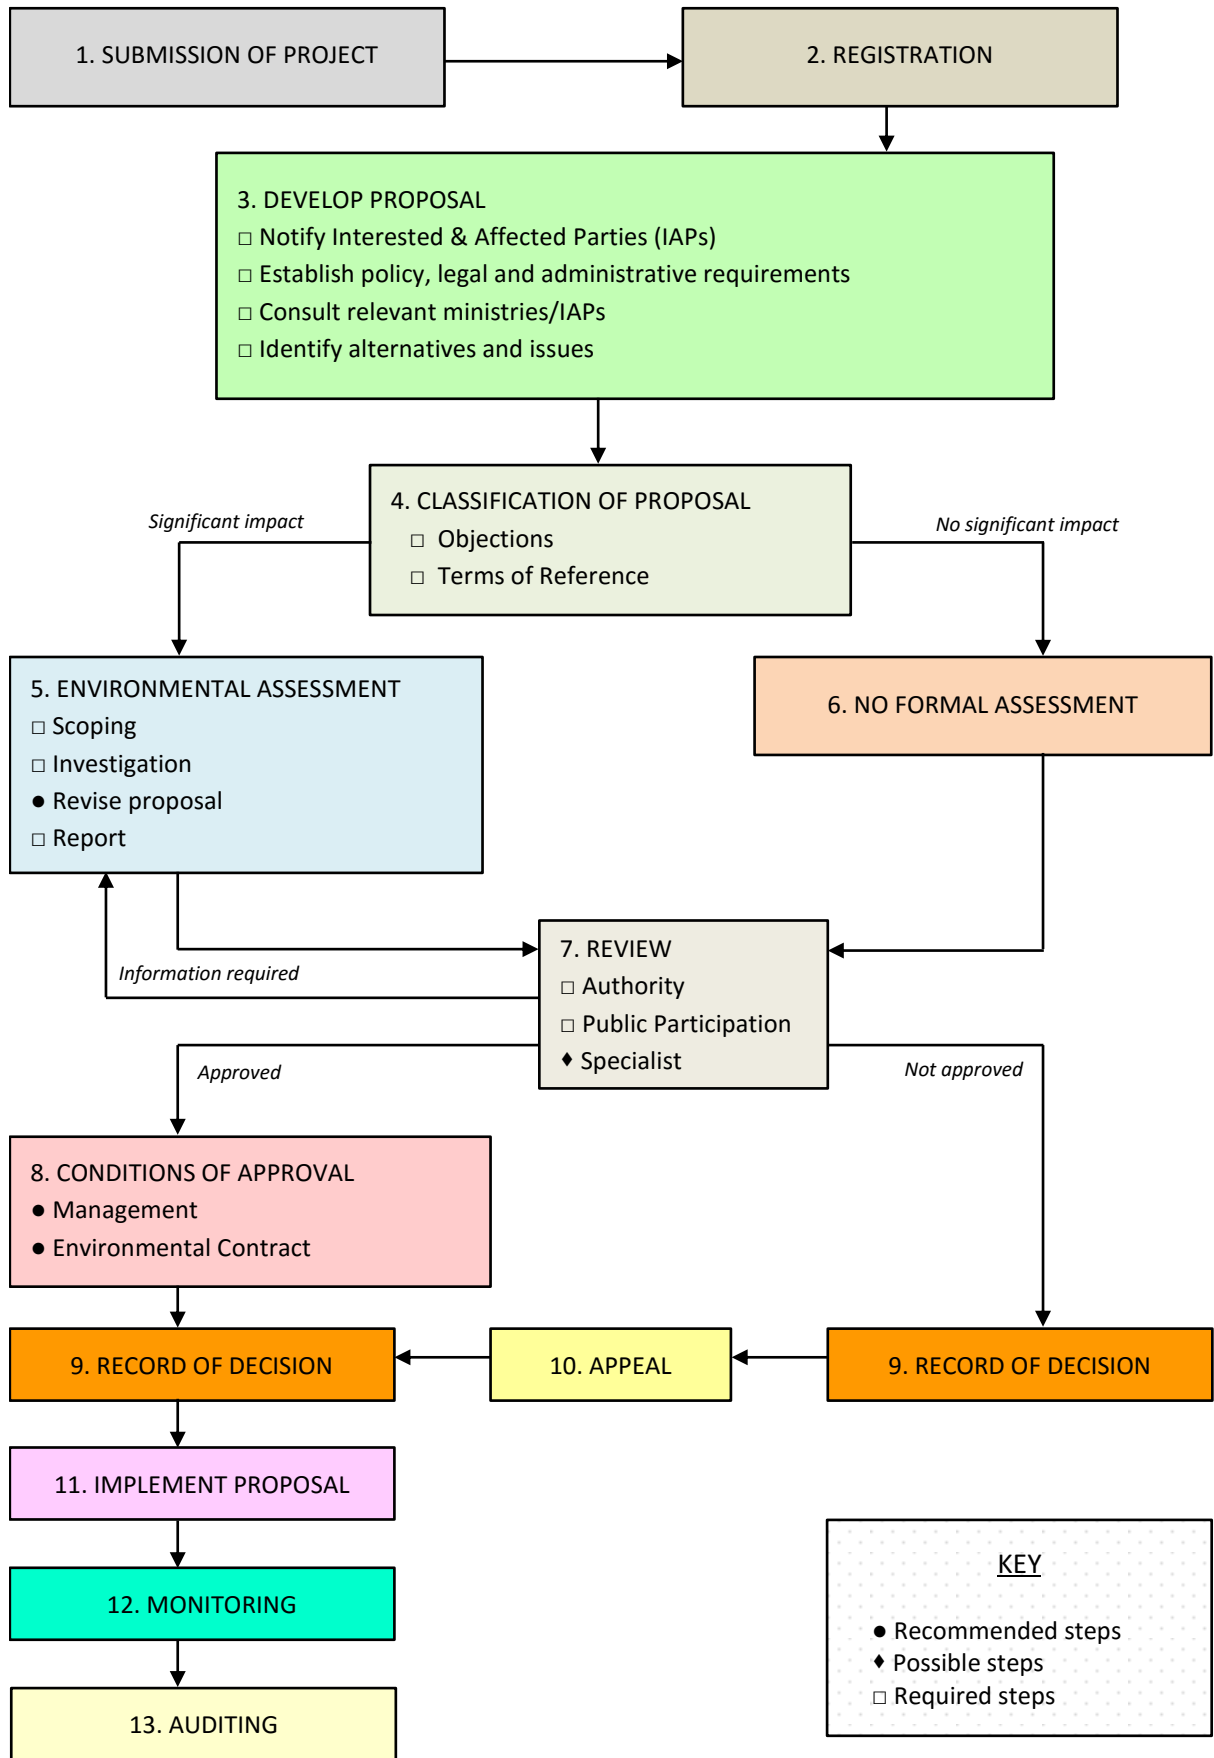 1. SUBMISSION OF PROJECT
2. REGISTRATION
3. DEVELOP PROPOSAL
□ Notify Interested & Affected Parties (IAPs)
□ Establish policy, legal and administrative requirements
□ Consult relevant ministries/IAPs
□ Identify alternatives and issues
4. CLASSIFICATION OF PROPOSAL
□ Objections
□ Terms of Reference
Significant impact
No significant impact
5. ENVIRONMENTAL ASSESSMENT
□ Scoping
□ Investigation
● Revise proposal
□ Report
6. NO FORMAL ASSESSMENT
7. REVIEW
□ Authority
□ Public Participation
♦ Specialist
Information required
Approved
Not approved
8. CONDITIONS OF APPROVAL
● Management
● Environmental Contract
9. RECORD OF DECISION
10. APPEAL
9. RECORD OF DECISION
11. IMPLEMENT PROPOSAL
12. MONITORING
13. AUDITING
KEY
● Recommended steps
♦ Possible steps
□ Required steps